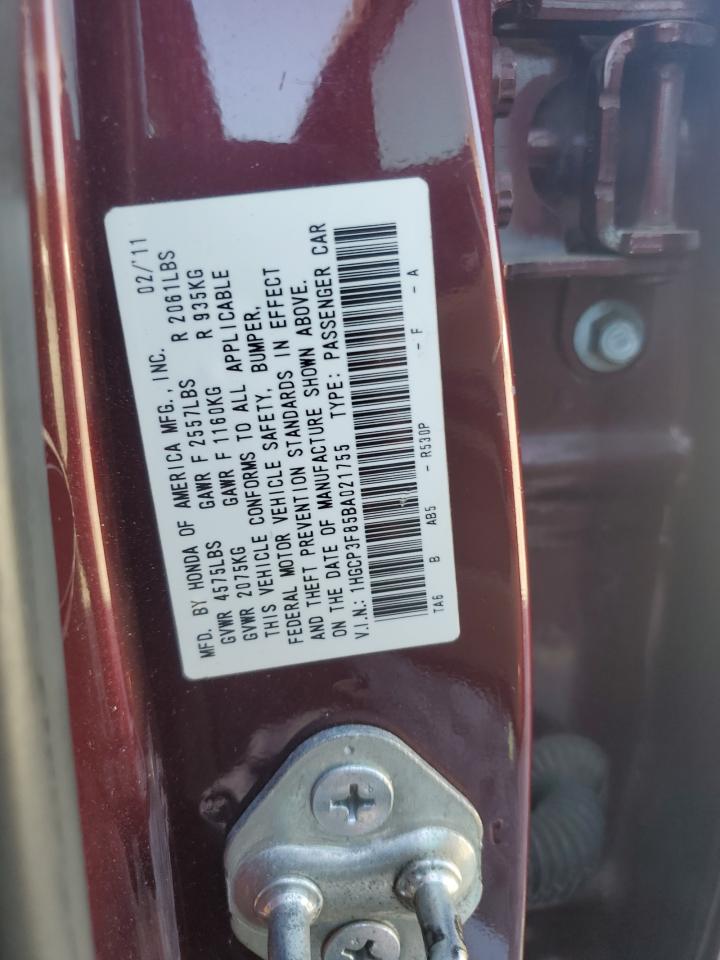 MFD. BY HONDA OF AMERICA MFG., INC. 02/'11
GVWR 4575LBS GAWR F 2557LBS R 2061LBS
GVWR 2075KG GAWR F 1160KG R 935KG
THIS VEHICLE CONFORMS TO ALL APPLICABLE
FEDERAL MOTOR VEHICLE SAFETY, BUMPER,
AND THEFT PREVENTION STANDARDS IN EFFECT
ON THE DATE OF MANUFACTURE SHOWN ABOVE.
V.I.N.: 1HGCP3F85BA021755 TYPE: PASSENGER CAR
TA6 B AB5 - R530P - F - A